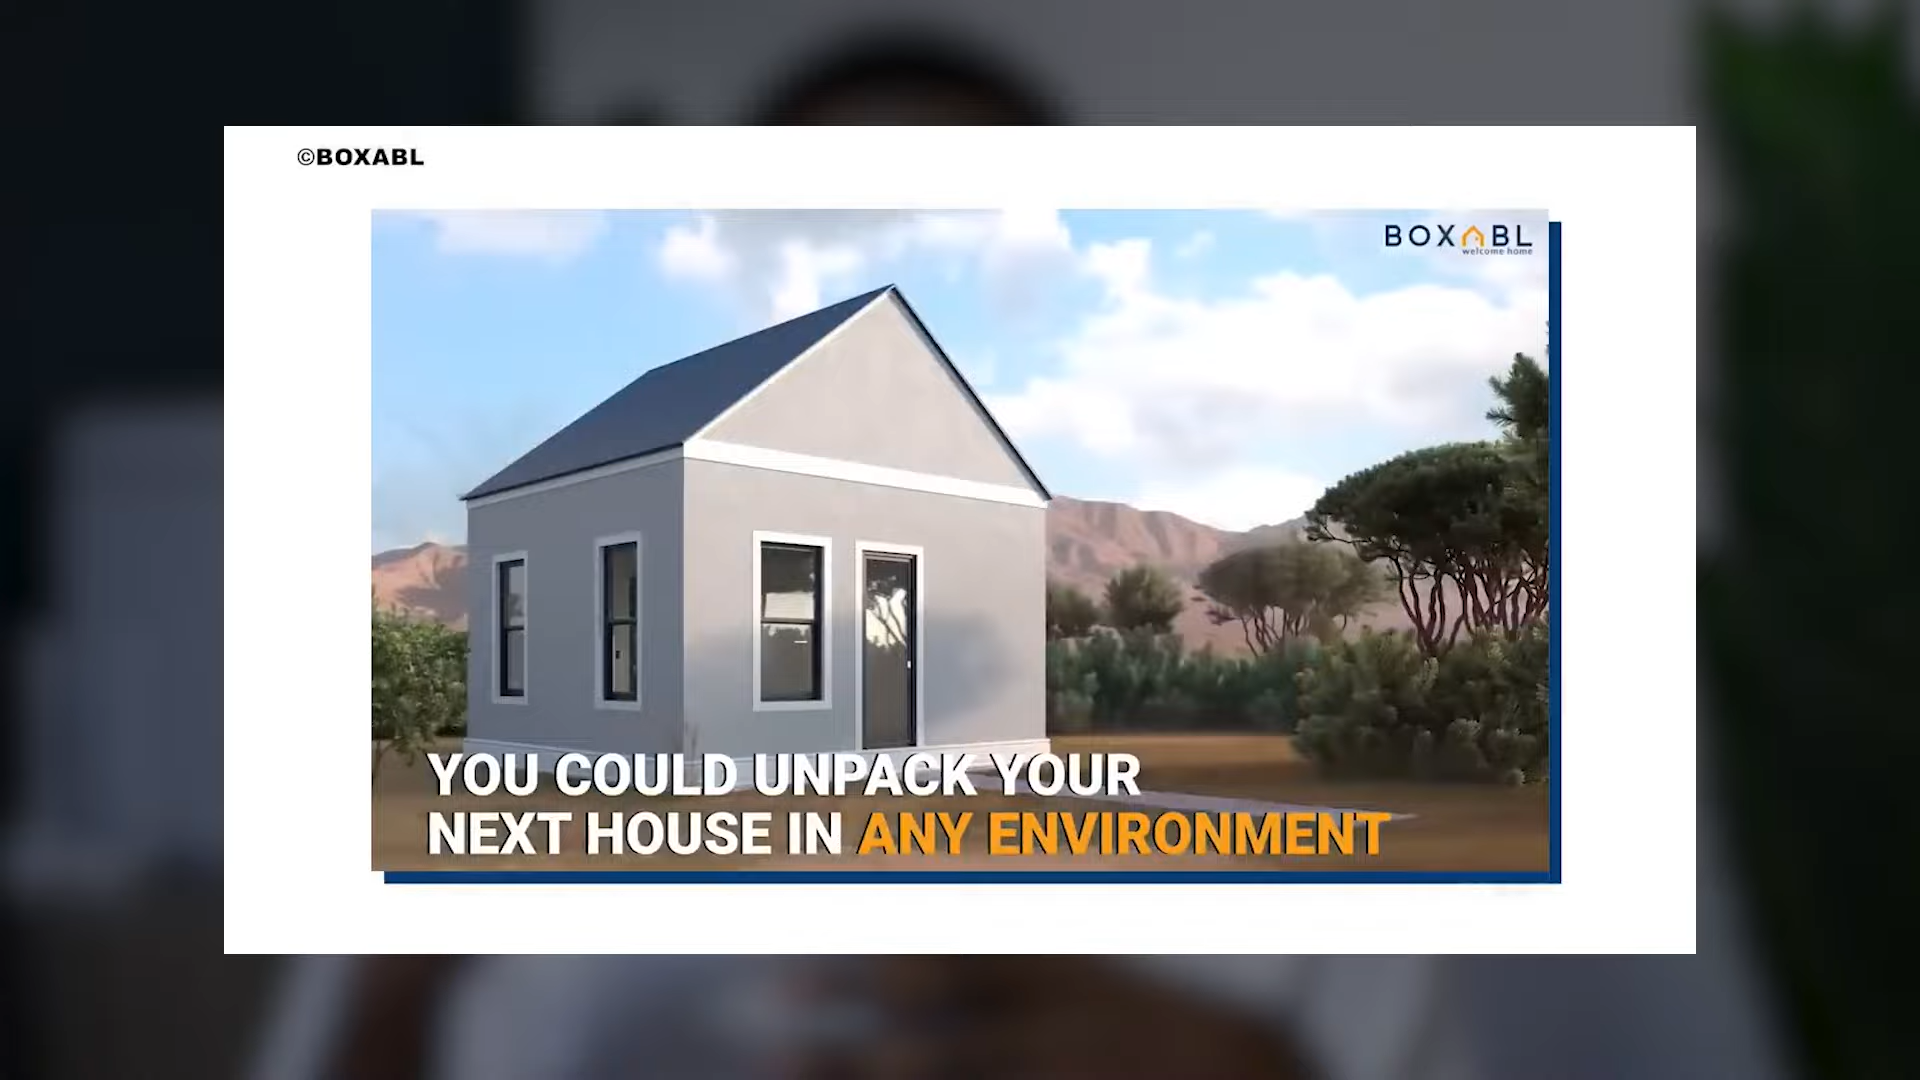 ©BOXABL
BOXABL
welcome home
YOU COULD UNPACK YOUR
NEXT HOUSE IN ANY ENVIRONMENT